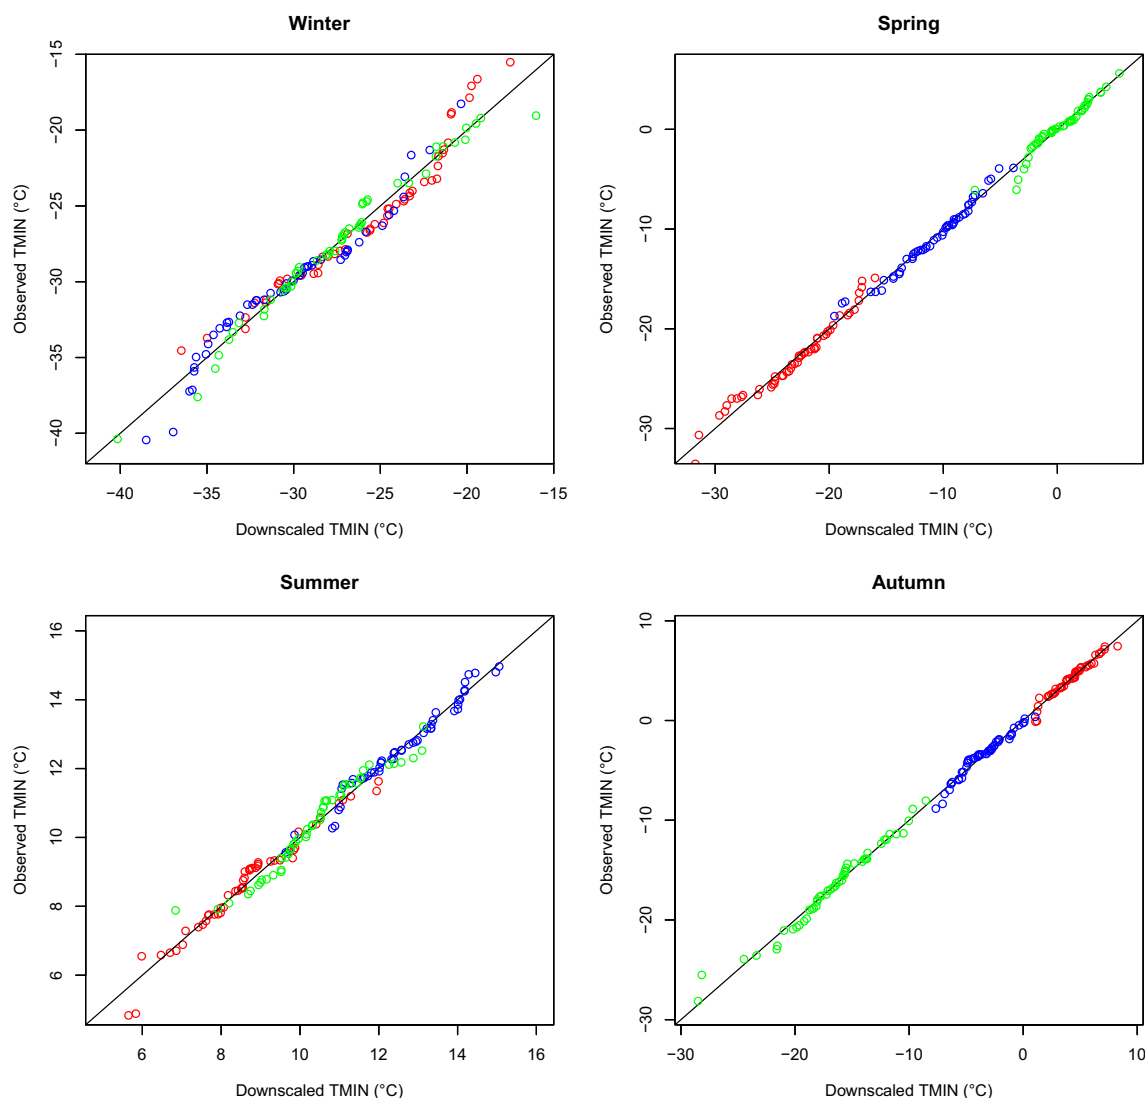 Winter
−15
−20
−25
−30
−35
−40
Observed TMIN (°C)
−40 −35 −30 −25 −20 −15
Downscaled TMIN (°C)
Spring
0
−10
−20
−30
Observed TMIN (°C)
−30 −20 −10 0
Downscaled TMIN (°C)
Summer
16
14
12
10
8
6
Observed TMIN (°C)
6 8 10 12 14 16
Downscaled TMIN (°C)
Autumn
10
0
−10
−20
−30
Observed TMIN (°C)
−30 −20 −10 0 10
Downscaled TMIN (°C)